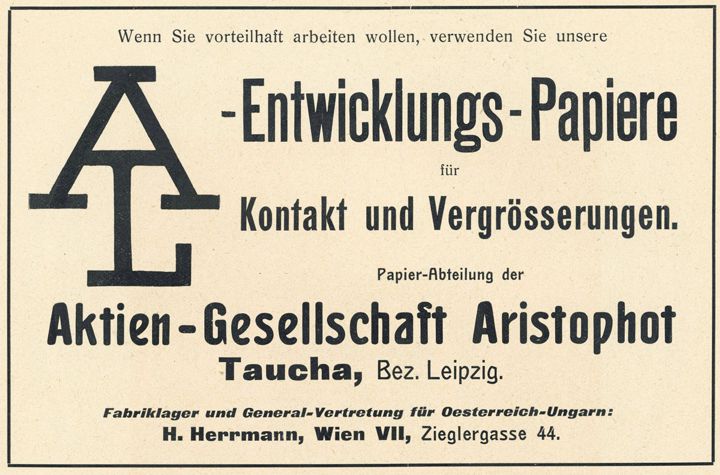 Wenn Sie vorteilhaft arbeiten wollen, verwenden Sie unsere
ATL
-Entwicklungs-Papiere
für
Kontakt und Vergrösserungen.
Papier-Abteilung der
Aktien-Gesellschaft Aristophot
Taucha, Bez. Leipzig.
Fabriklager und General-Vertretung für Oesterreich-Ungarn:
H. Herrmann, Wien VII, Zieglergasse 44.